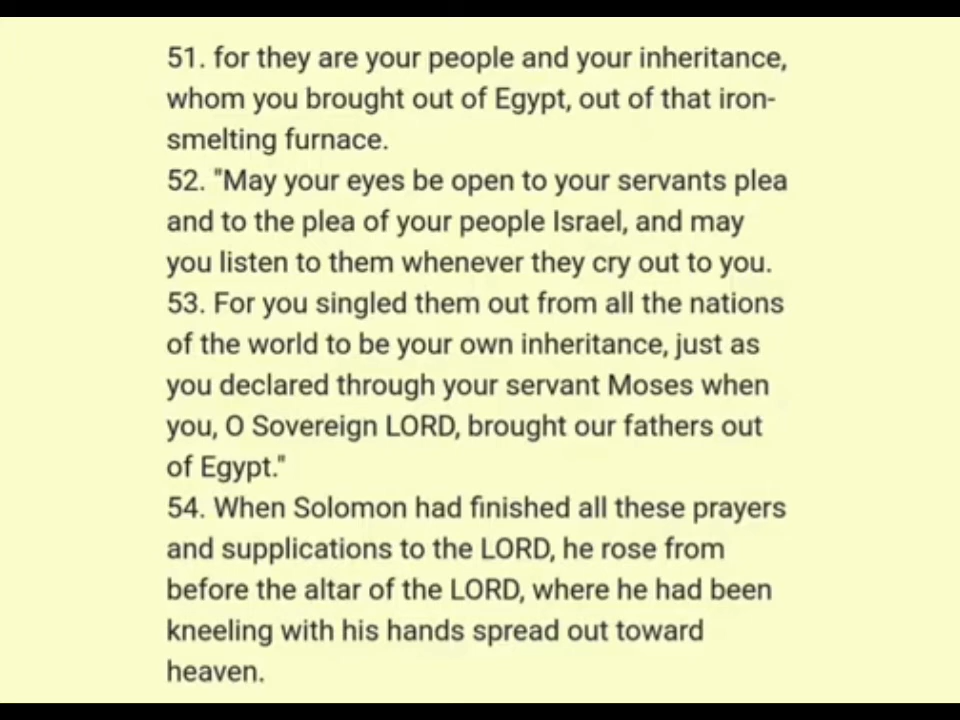 51. for they are your people and your inheritance,
whom you brought out of Egypt, out of that iron-
smelting furnace.
52. "May your eyes be open to your servants plea
and to the plea of your people Israel, and may
you listen to them whenever they cry out to you.
53. For you singled them out from all the nations
of the world to be your own inheritance, just as
you declared through your servant Moses when
you, O Sovereign LORD, brought our fathers out
of Egypt."
54. When Solomon had finished all these prayers
and supplications to the LORD, he rose from
before the altar of the LORD, where he had been
kneeling with his hands spread out toward
heaven.